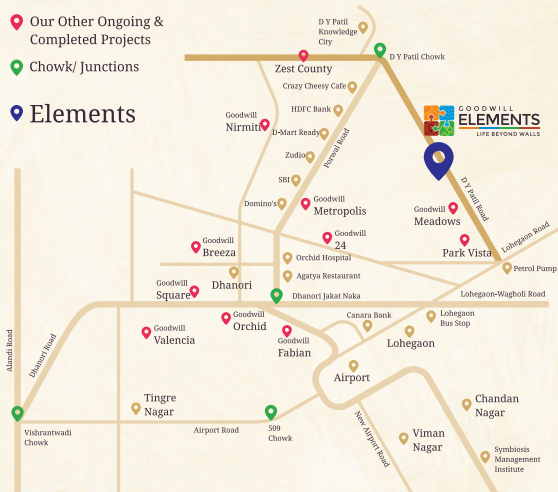 Our Other Ongoing &
Completed Projects
Chowk/ Junctions
Elements
D Y Patil
Knowledge
City
D Y Patil Chowk
Zest County
Crazy Cheesy Cafe
HDFC Bank
GOODWILL
ELEMENTS
LIFE BEYOND WALLS
Goodwill
Nirmiti
D-Mart Ready
Porwal Road
Zudio
SBI
D Y Patil Road
Domino's
Goodwill
Metropolis
Goodwill
Meadows
Goodwill
24
Goodwill
Breeza
Park Vista
Lohegaon Road
Orchid Hospital
Petrol Pump
Dhanori
Agatya Restaurant
Goodwill
Square
Dhanori Jakat Naka
Lohegaon-Wagholi Road
Goodwill
Orchid
Canara Bank
Lohegaon
Bus Stop
Goodwill
Valencia
Goodwill
Fabian
Lohegaon
Alandi Road
Dhanori Road
Airport
Tingre
Nagar
Chandan
Nagar
Vishrantwadi
Chowk
Airport Road
509
Chowk
New Airport Road
Viman
Nagar
Symbiosis
Management
Institute